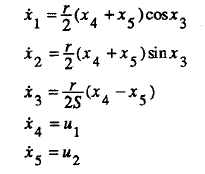 ẋ₁ = r/2 (x₄ + x₅) cos x₃
ẋ₂ = r/2 (x₄ + x₅) sin x₃
ẋ₃ = r/2S (x₄ − x₅)
ẋ₄ = u₁
ẋ₅ = u₂